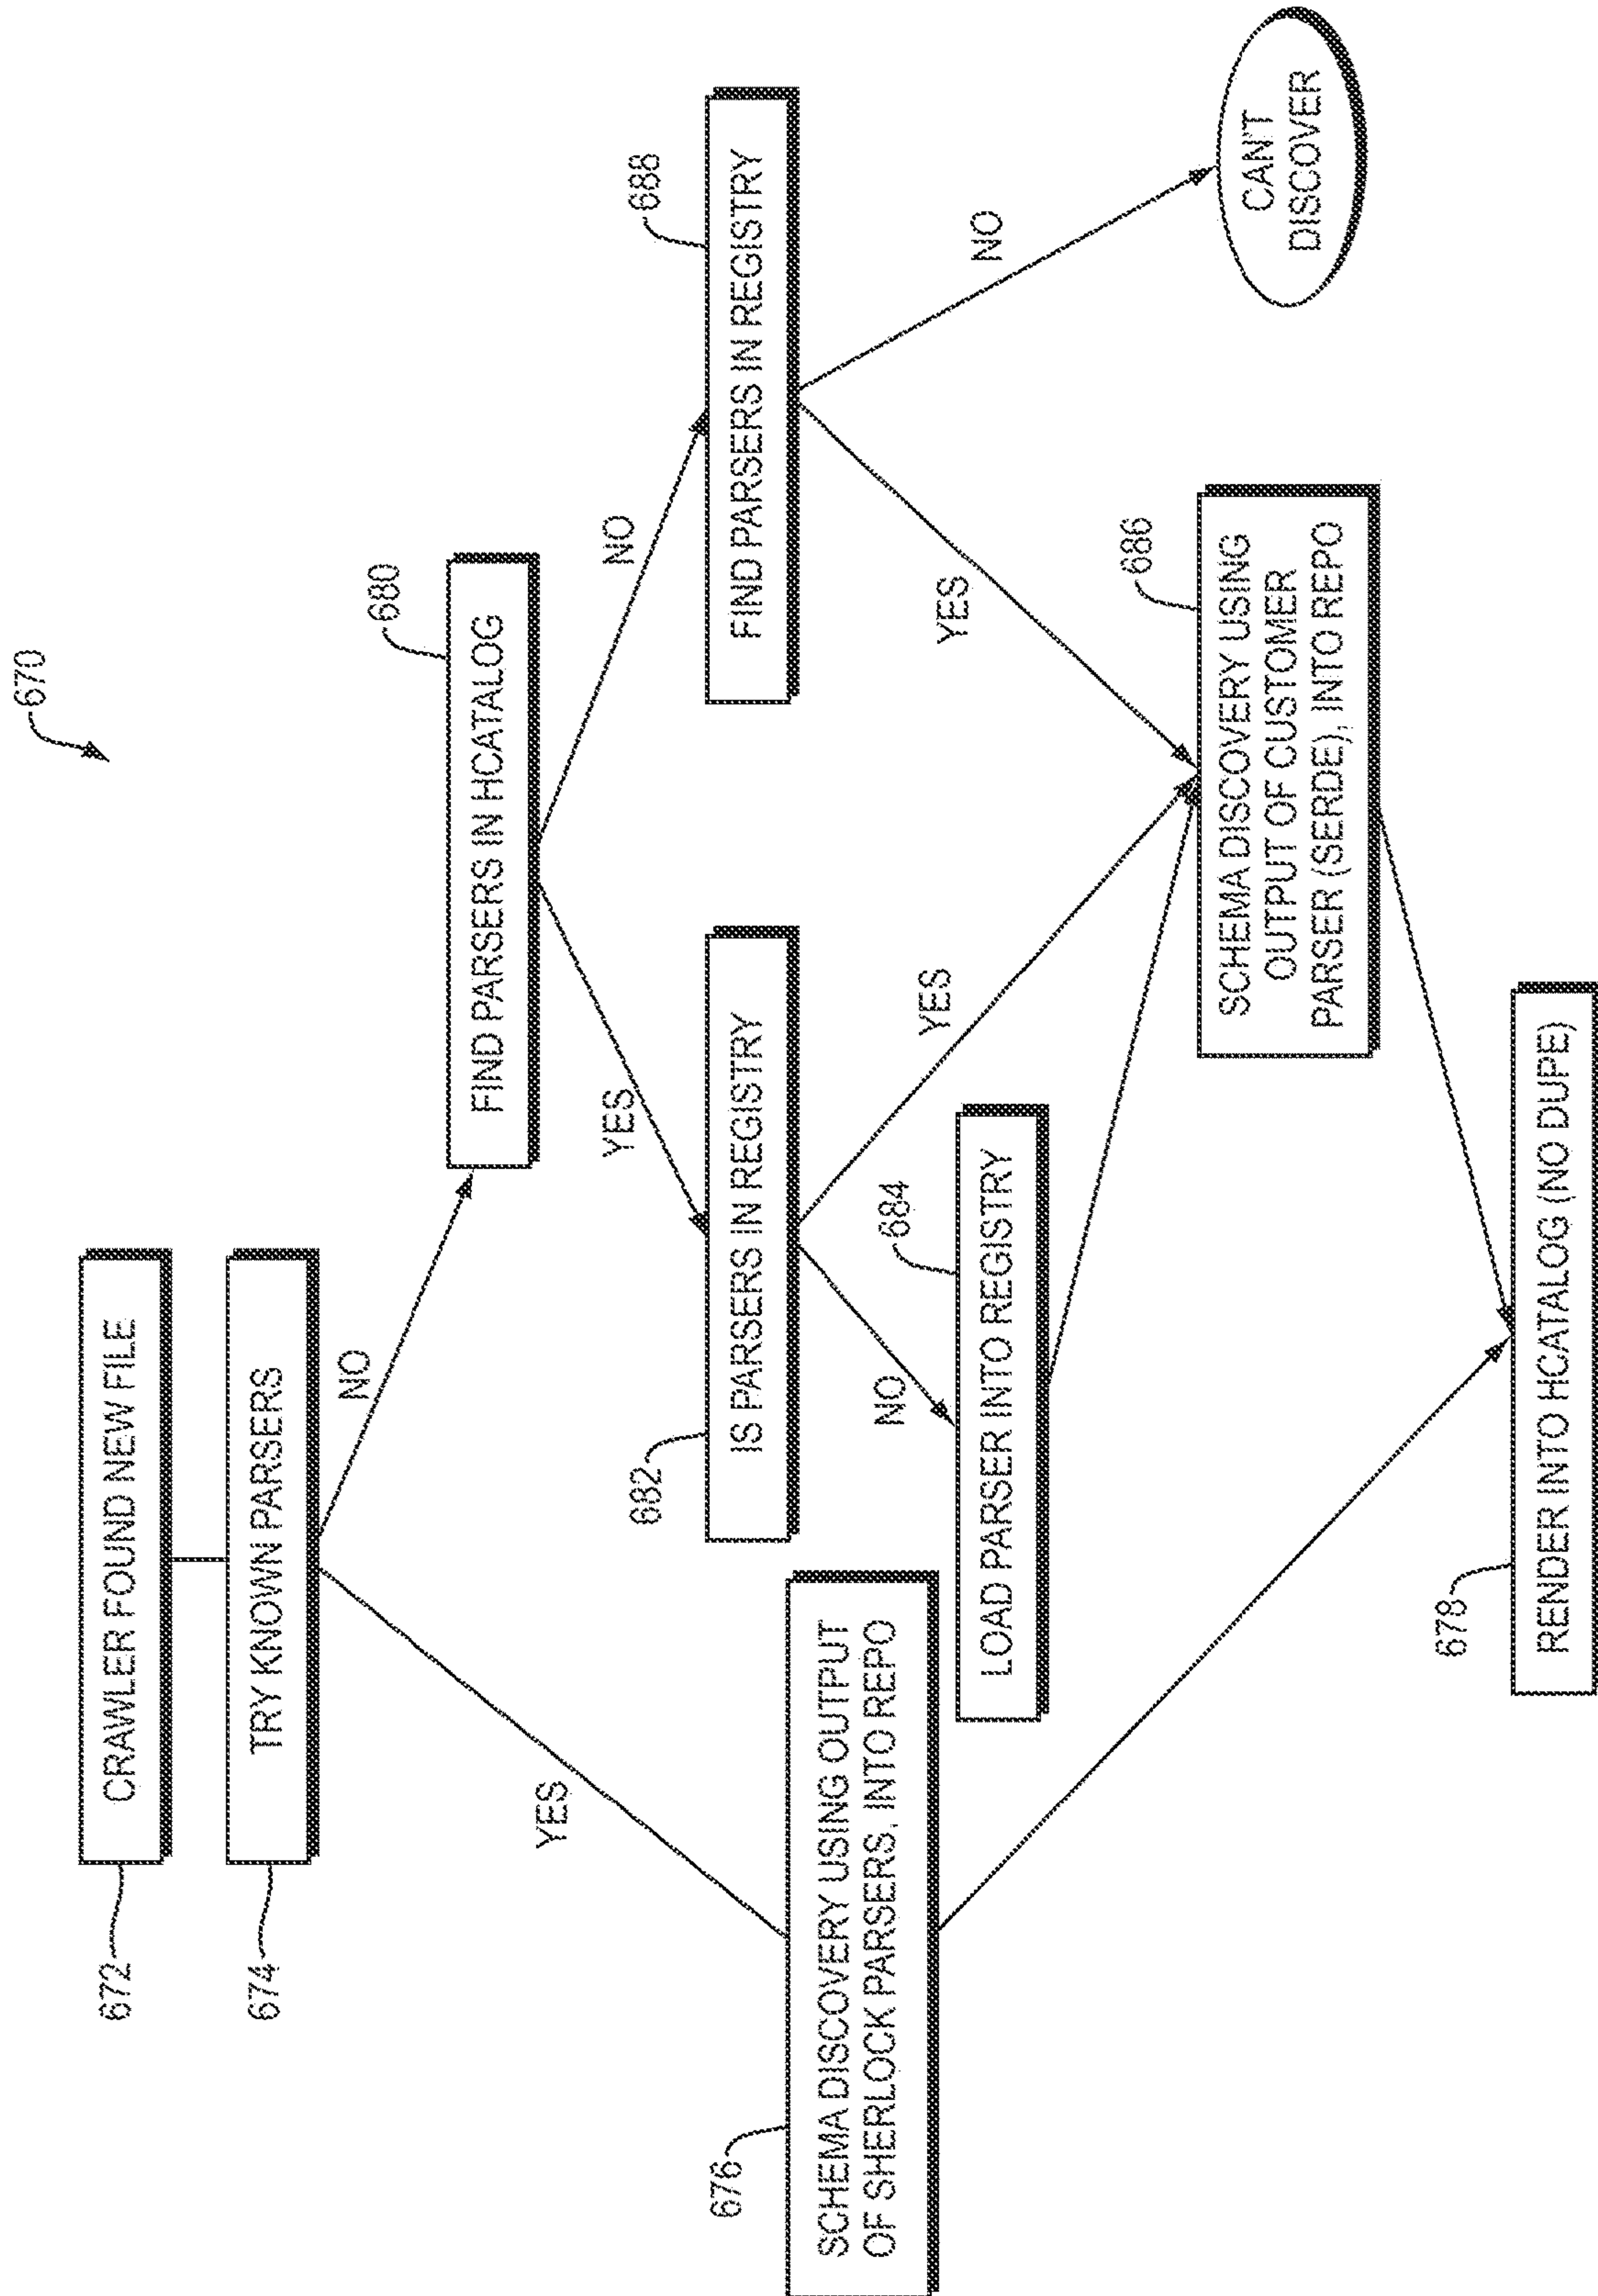 670
672
CRAWLER FOUND NEW FILE
674
TRY KNOWN PARSERS
NO
YES
680
FIND PARSERS IN HCATALOG
YES
NO
682
IS PARSERS IN REGISTRY
688
FIND PARSERS IN REGISTRY
676
SCHEMA DISCOVERY USING OUTPUT
OF SHERLOCK PARSERS, INTO REPO
NO
YES
YES
NO
684
LOAD PARSER INTO REGISTRY
686
SCHEMA DISCOVERY USING
OUTPUT OF CUSTOMER
PARSER (SERDE), INTO REPO
CAN'T
DISCOVER
678
RENDER INTO HCATALOG (NO DUPE)